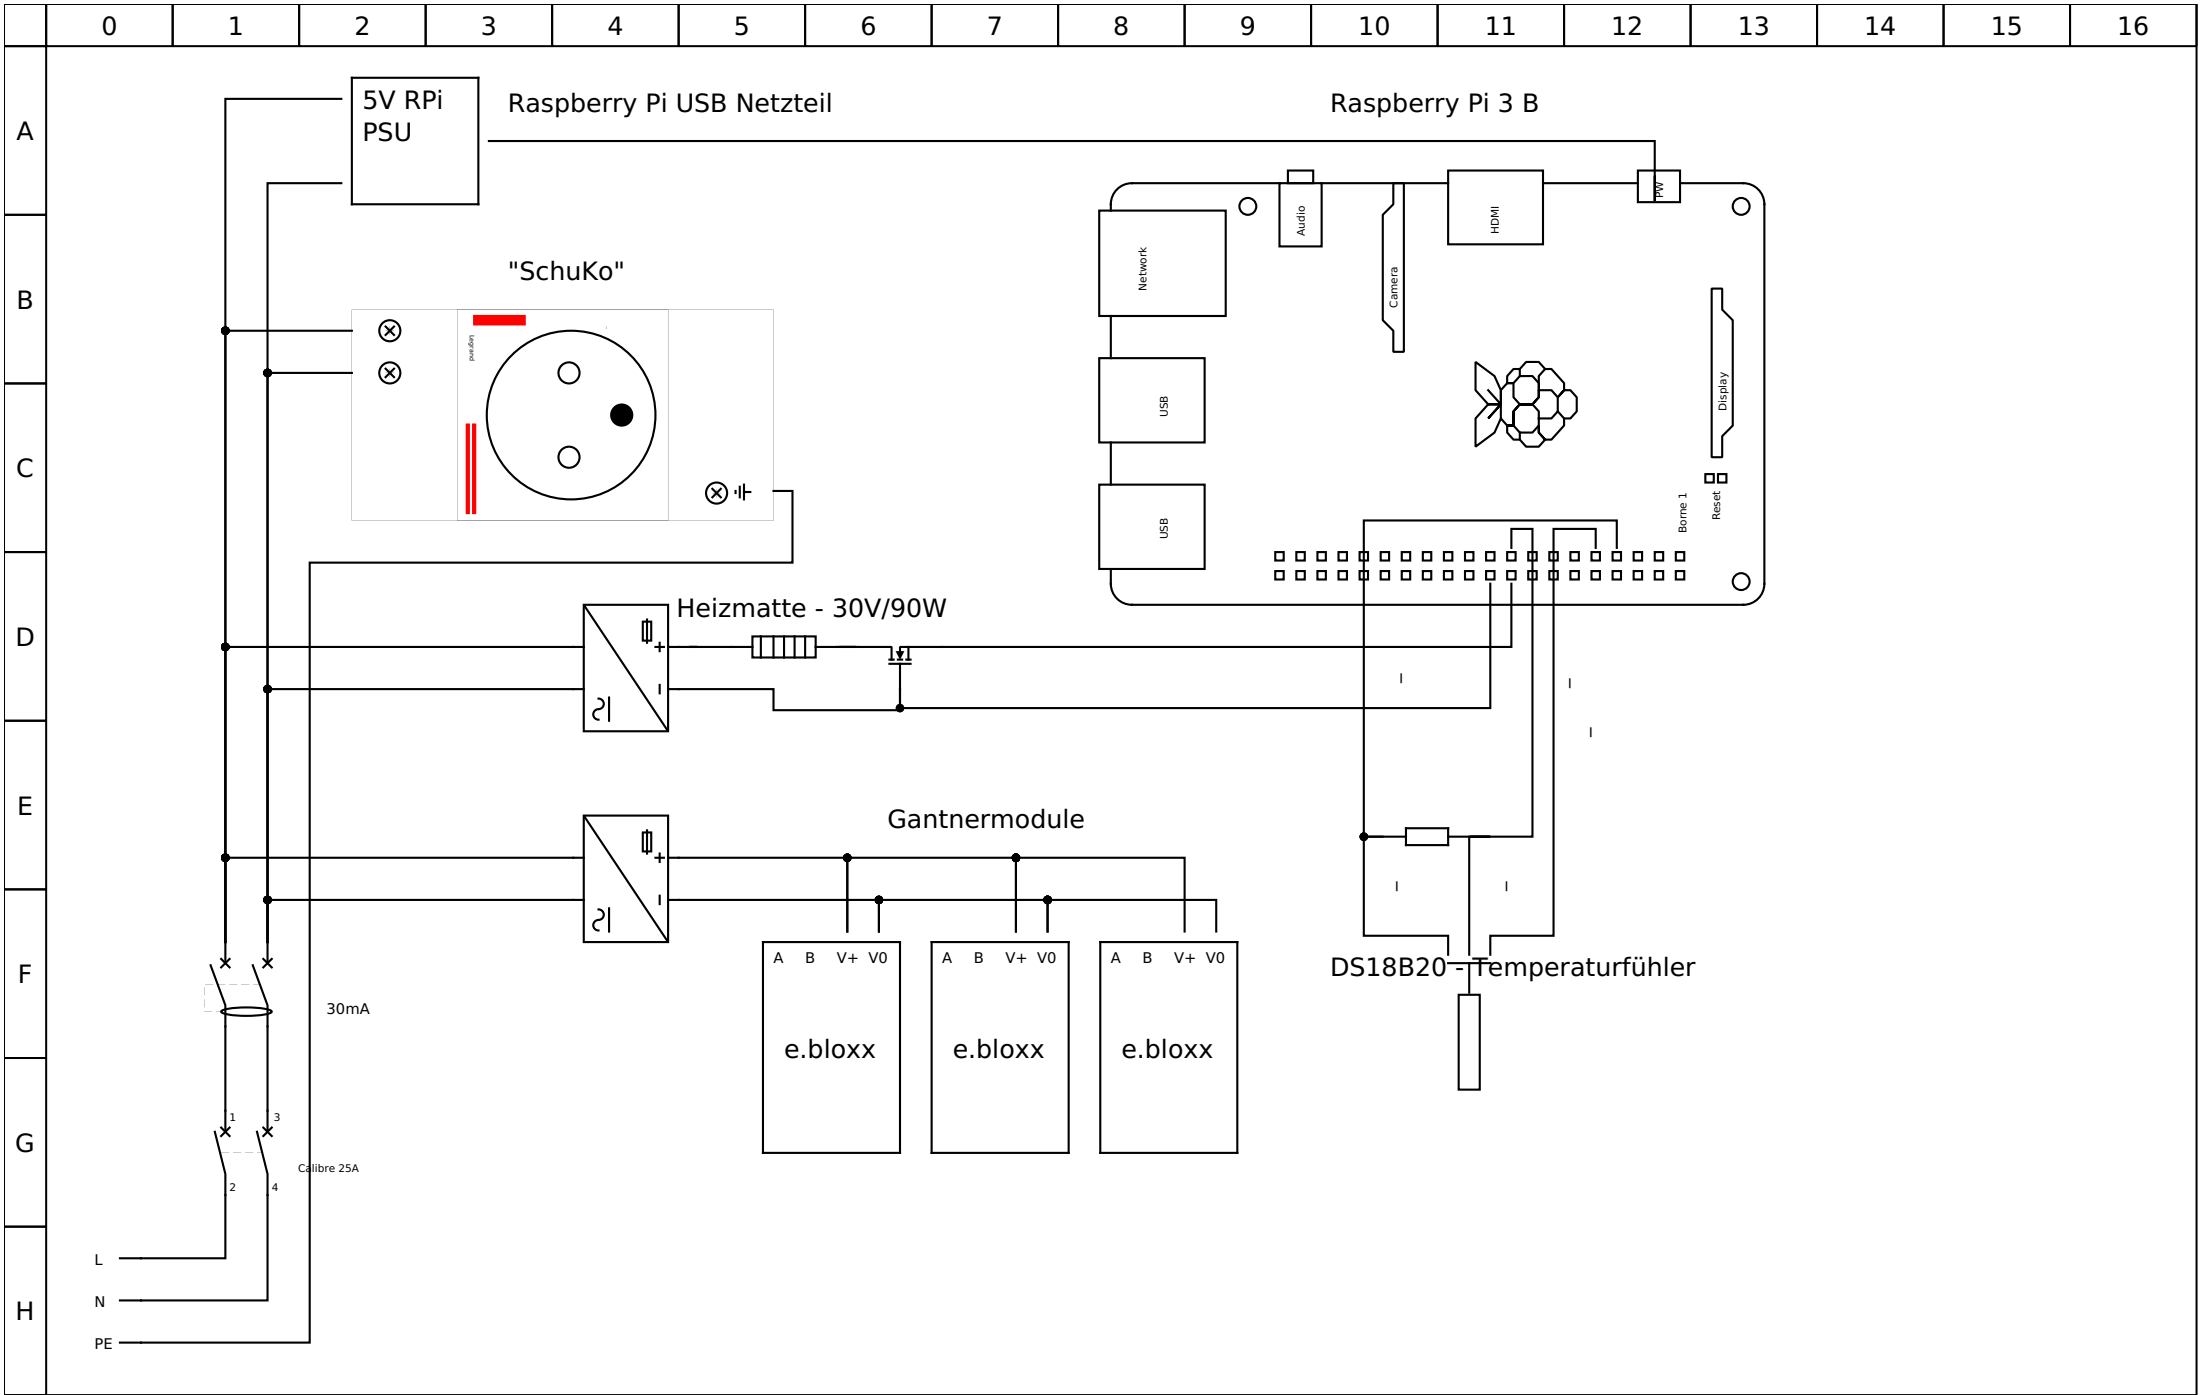 0 1 2 3 4 5 6 7 8 9 10 11 12 13 14 15 16
A
5V RPi
PSU
Raspberry Pi USB Netzteil
Raspberry Pi 3 B
PW
Audio
HDMI
B
"SchuKo"
Network
Camera
Legrand
Display
USB
C
USB
Borne 1
Reset
D
Heizmatte - 30V/90W
+
E
Gantnermodule
+
F
A B V+ V0
A B V+ V0
A B V+ V0
DS18B20 - Temperaturfühler
30mA
e.bloxx
e.bloxx
e.bloxx
G
1 3
Calibre 25A
2 4
L
N
H
PE